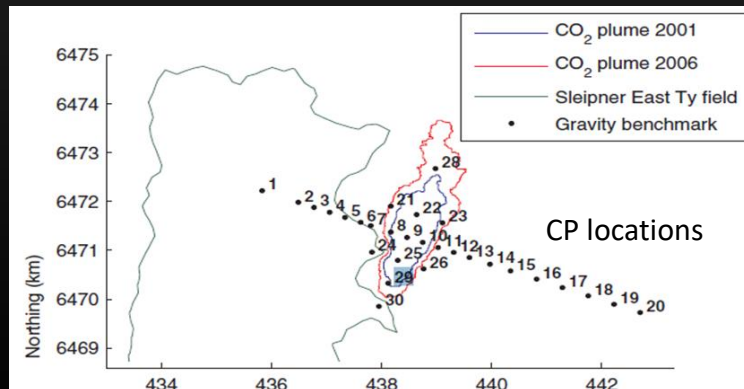 CO2 plume 2001
CO2 plume 2006
Sleipner East Ty field
Gravity benchmark
6475
6474
6473
6472
6471
6470
6469
Northing (km)
28
1
2 3 4 5 6 7 21 22 23
8 9 10 11 12 13 14 15 16 17 18 19 20
24 25 26
29
30
CP locations
434 436 438 440 442